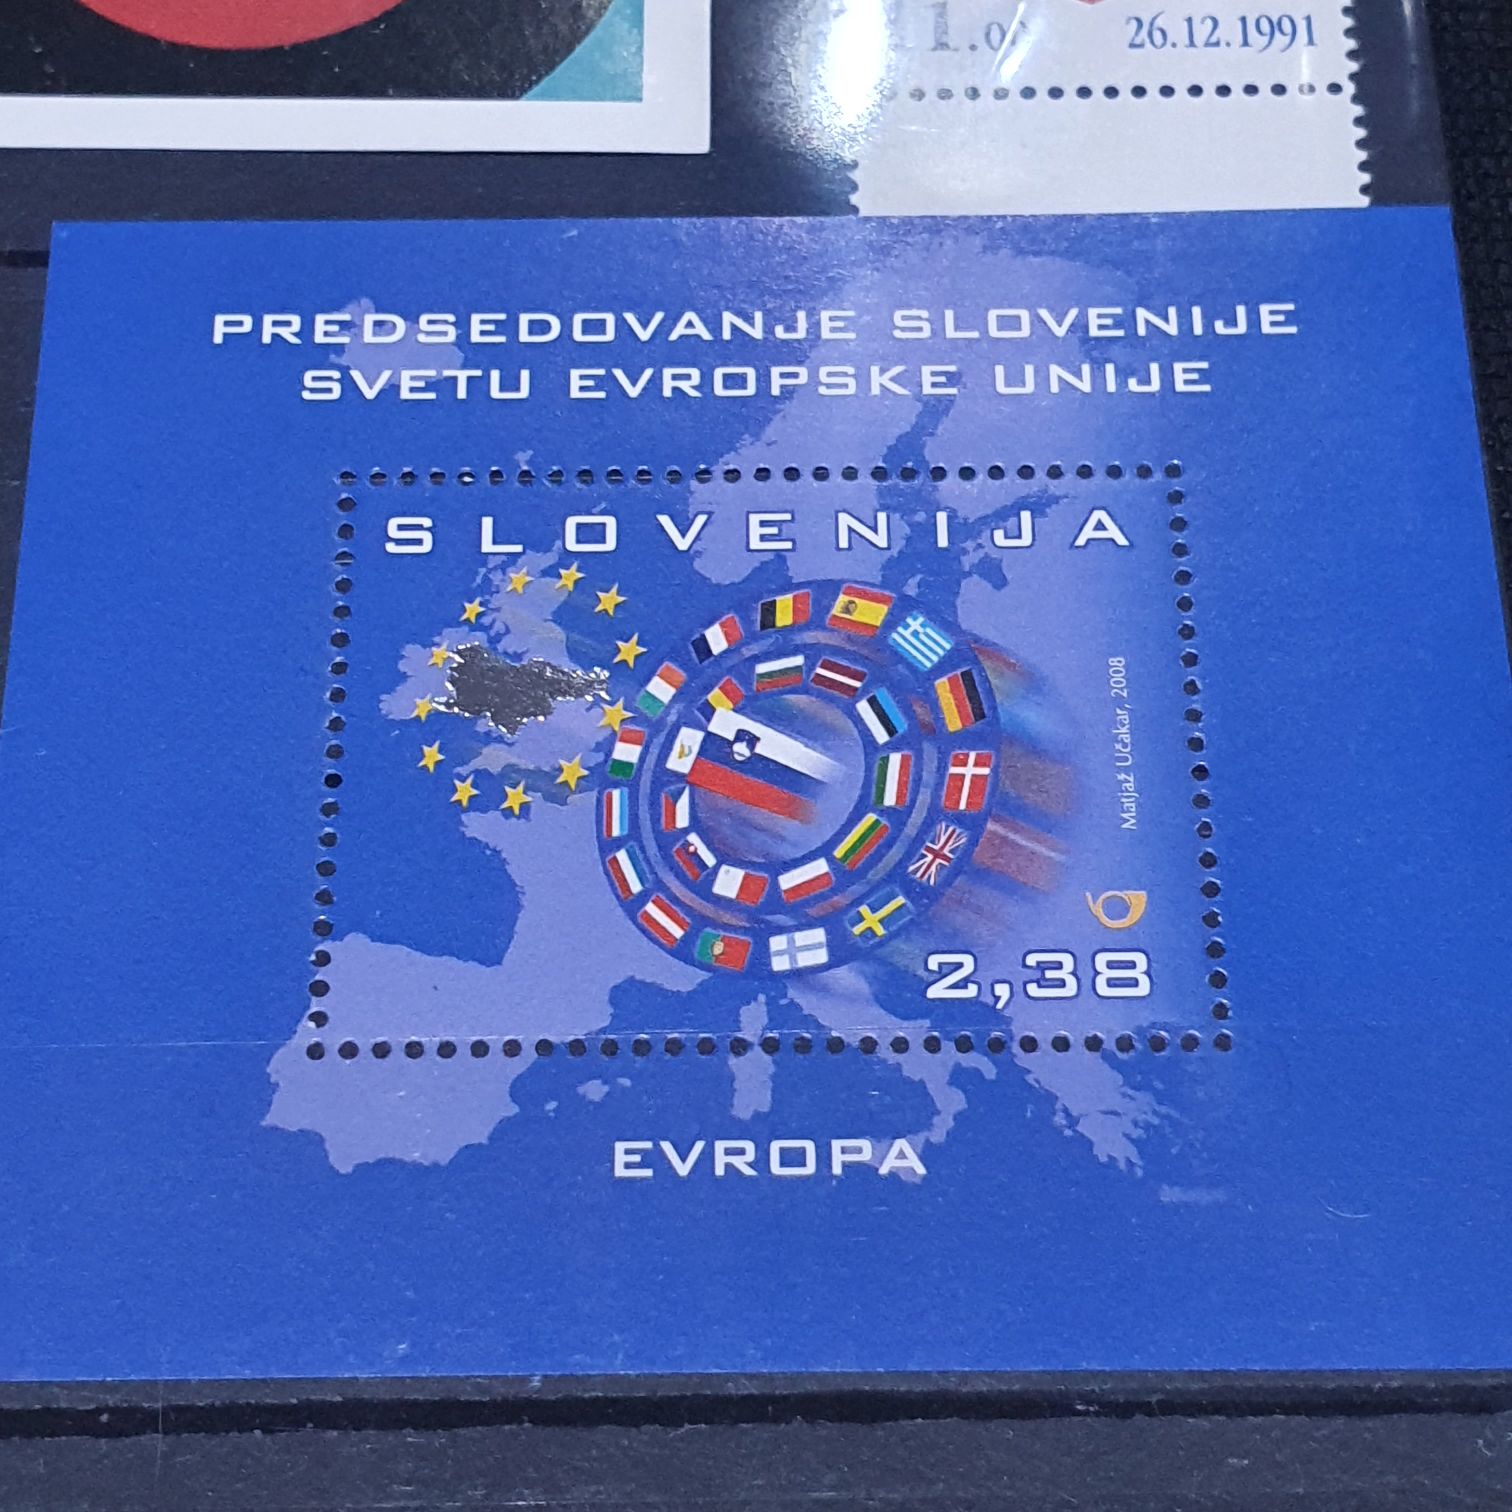 26.12.1991
PREDSEDOVANJE SLOVENIJE
SVETU EVROPSKE UNIJE
SLOVENIJA
Matjaž Učakar, 2008
2,38
EVROPA